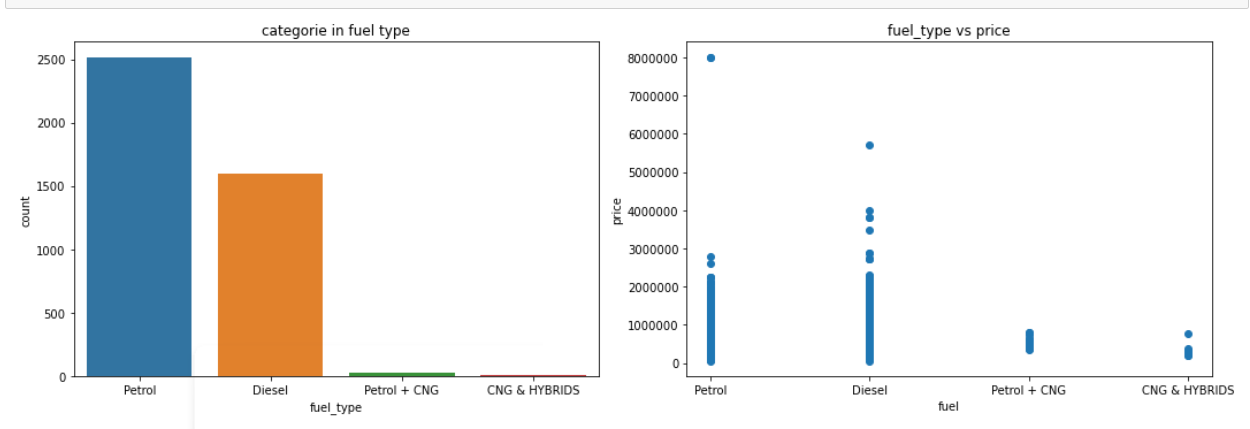 categorie in fuel type
2500
2000
1500
1000
500
0
count
Petrol
Diesel
Petrol + CNG
CNG & HYBRIDS
fuel_type
fuel_type vs price
8000000
7000000
6000000
5000000
4000000
3000000
2000000
1000000
0
price
Petrol
Diesel
Petrol + CNG
CNG & HYBRIDS
fuel